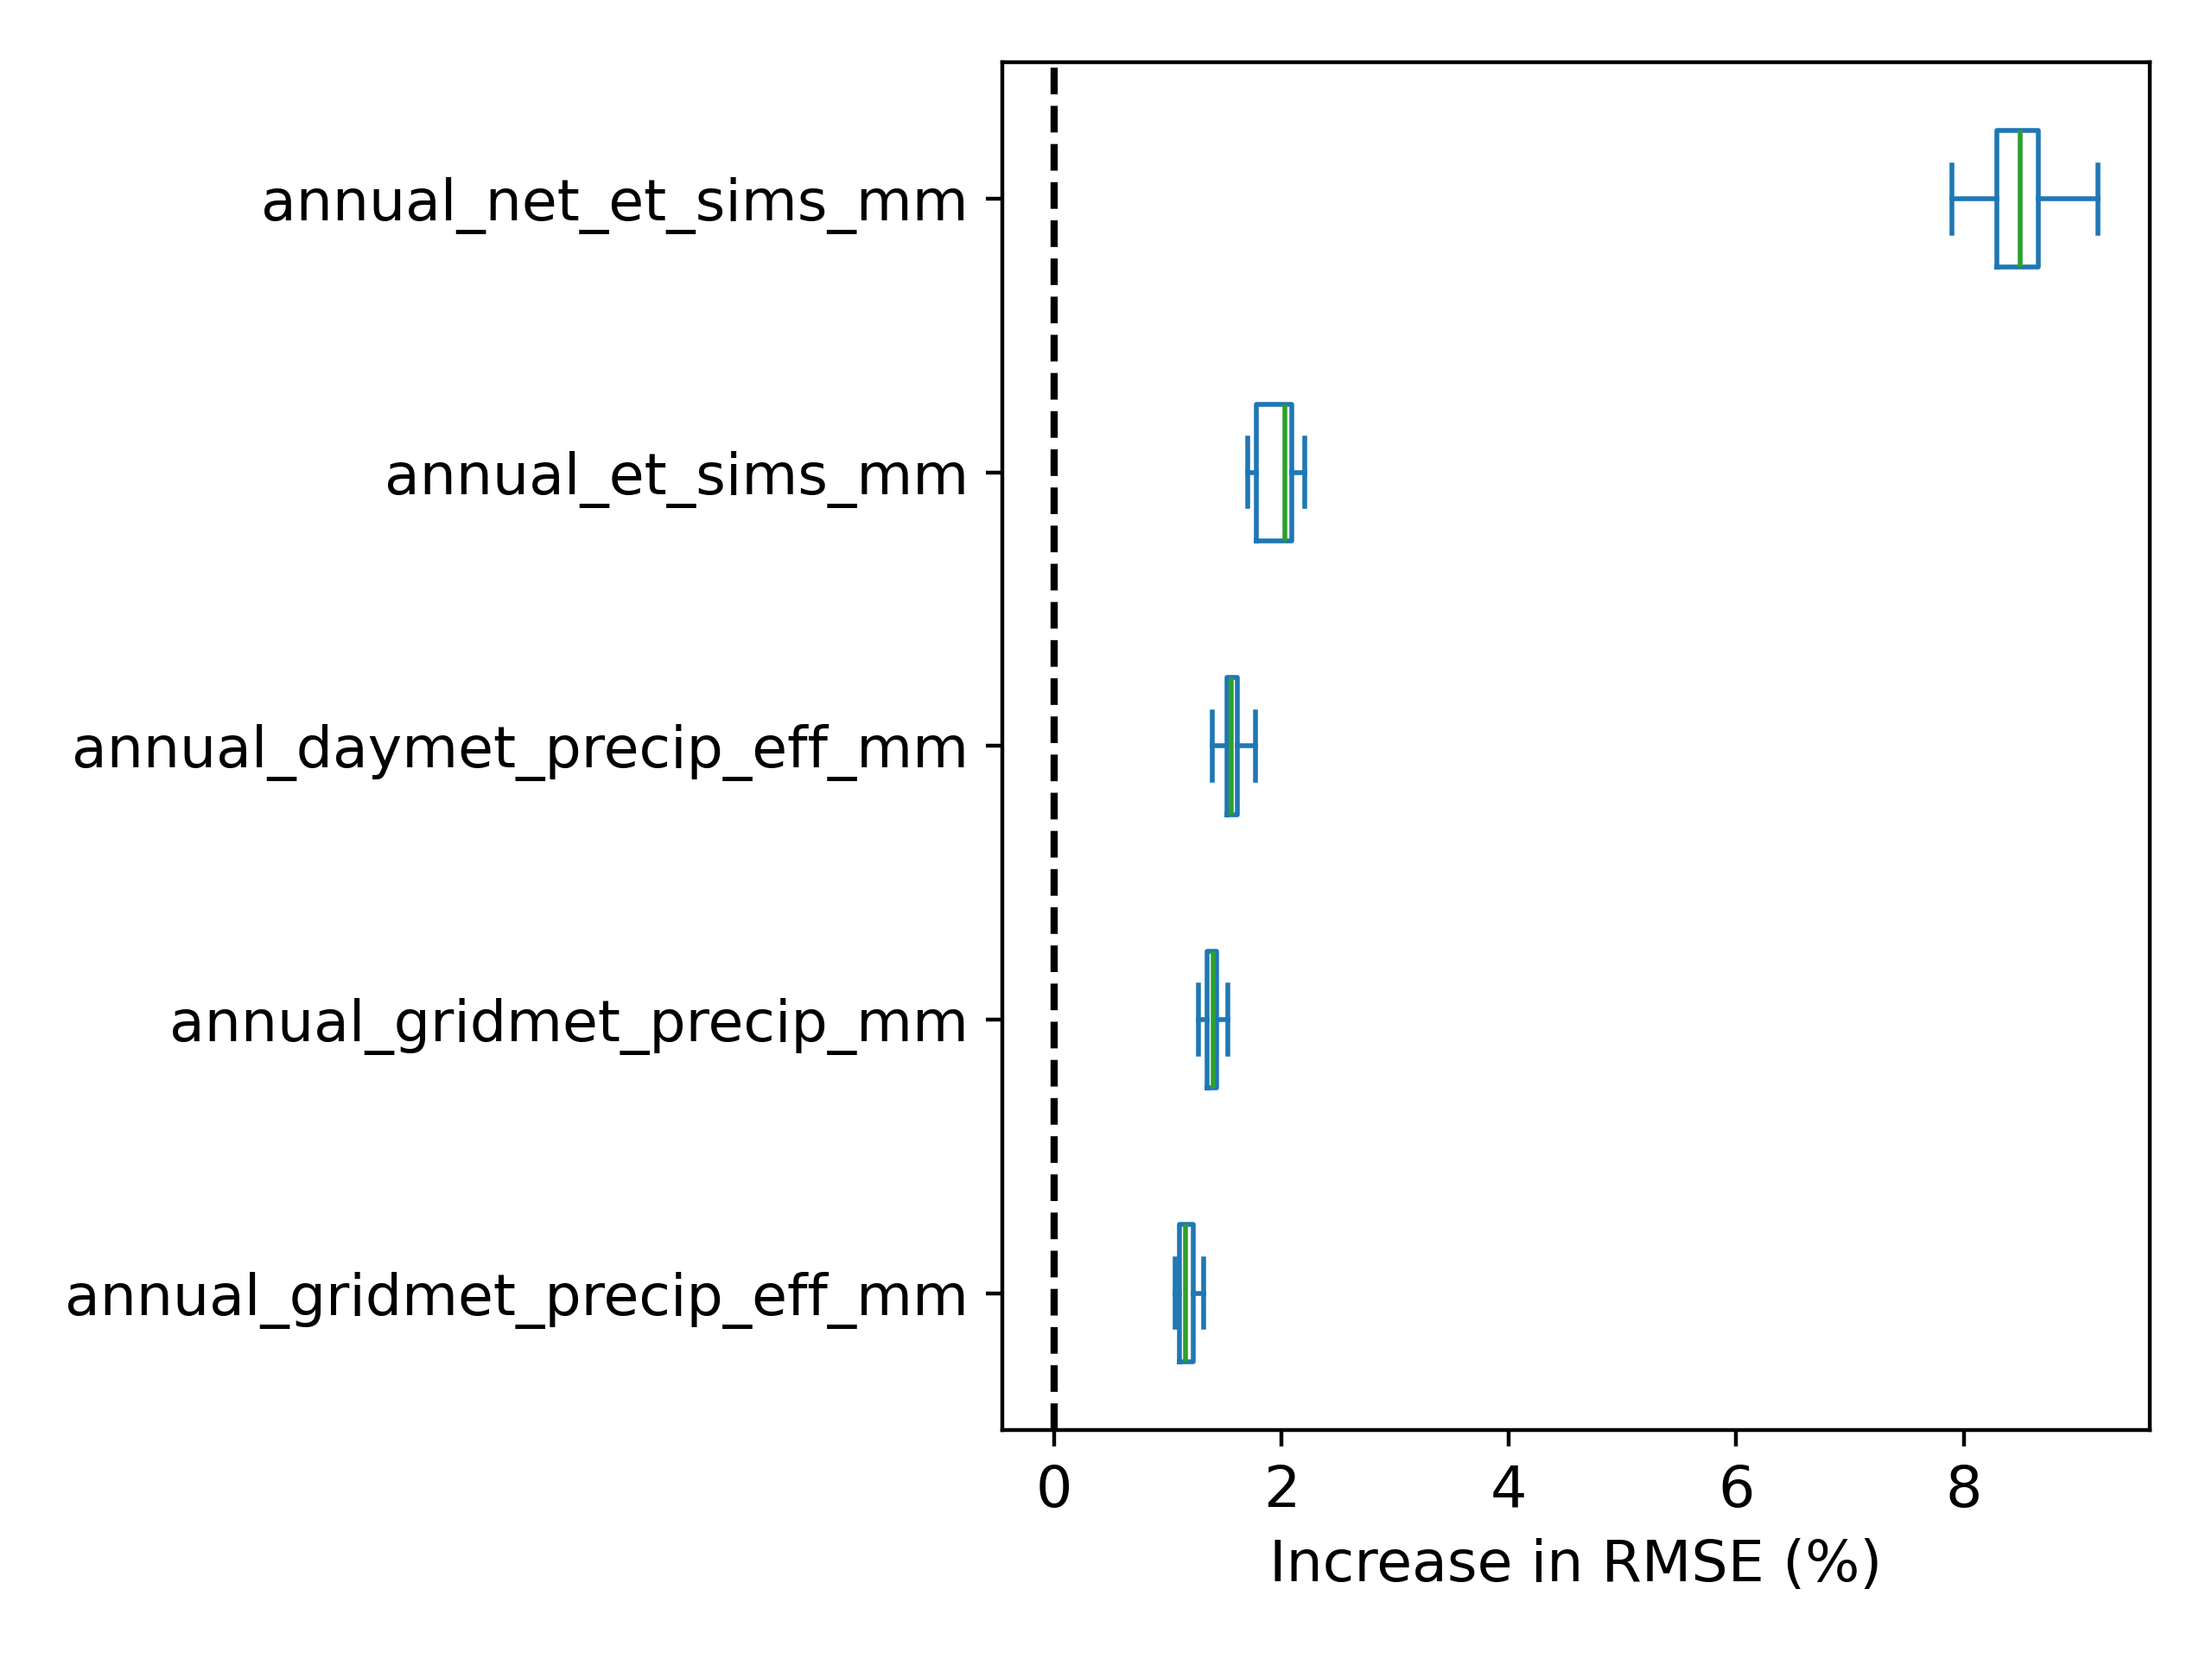 annual_net_et_sims_mm
annual_et_sims_mm
annual_daymet_precip_eff_mm
annual_gridmet_precip_mm
annual_gridmet_precip_eff_mm
0 2 4 6 8
Increase in RMSE (%)